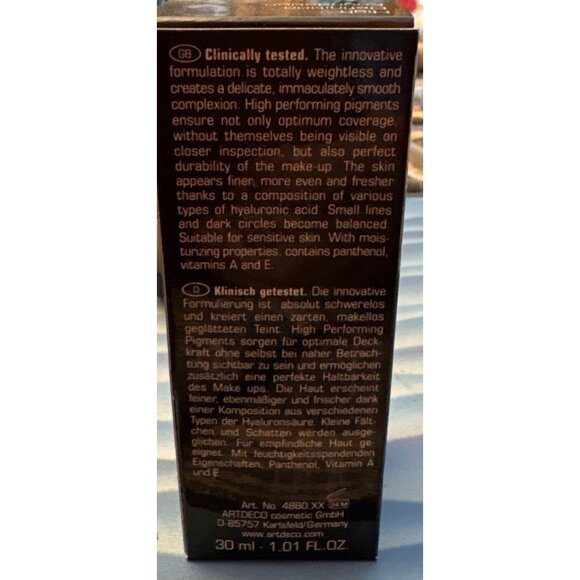 High
GB Clinically tested. The innovative
formulation is totally weightless and
creates a delicate, immaculately smooth
complexion. High performing pigments
ensure not only optimum coverage,
without themselves being visible on
closer inspection, but also perfect
durability of the make-up. The skin
appears finer, more even and fresher
thanks to a composition of various
types of hyaluronic acid. Small lines
and dark circles become balanced.
Suitable for sensitive skin. With mois-
turizing properties, contains panthenol,
vitamins A and E.
D Klinisch getestet. Die innovative
Formulierung ist absolut schwerelos
und kreiert einen zarten, makellos
geglätteten Teint. High Performing
Pigments sorgen für optimale Deck-
kraft ohne selbst bei naher Betrach-
tung sichtbar zu sein und ermöglichen
zusätzlich eine perfekte Haltbarkeit
des Make ups. Die Haut erscheint
feiner, ebenmäßiger und frischer dank
einer Komposition aus verschiedenen
Typen der Hyaluronsäure. Kleine Fält-
chen und Schatten werden ausge-
glichen. Für empfindliche Haut ge-
eignet. Mit feuchtigkeitsspendenden
Eigenschaften, Panthenol, Vitamin A
und E.
Art. No. 4880.XX 24 M
ARTDECO cosmetic GmbH
D-85757 Karlsfeld/Germany
www.artdeco.com
30 ml · 1.01 FL.OZ.